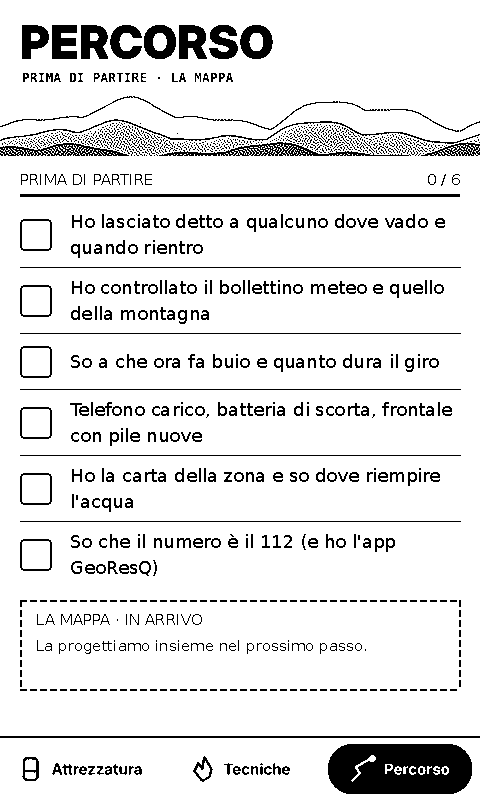 PERCORSO
PRIMA DI PARTIRE · LA MAPPA
PRIMA DI PARTIRE 0 / 6
Ho lasciato detto a qualcuno dove vado e
quando rientro
Ho controllato il bollettino meteo e quello
della montagna
So a che ora fa buio e quanto dura il giro
Telefono carico, batteria di scorta, frontale
con pile nuove
Ho la carta della zona e so dove riempire
l'acqua
So che il numero è il 112 (e ho l'app
GeoResQ)
LA MAPPA · IN ARRIVO
La progettiamo insieme nel prossimo passo.
Attrezzatura Tecniche Percorso